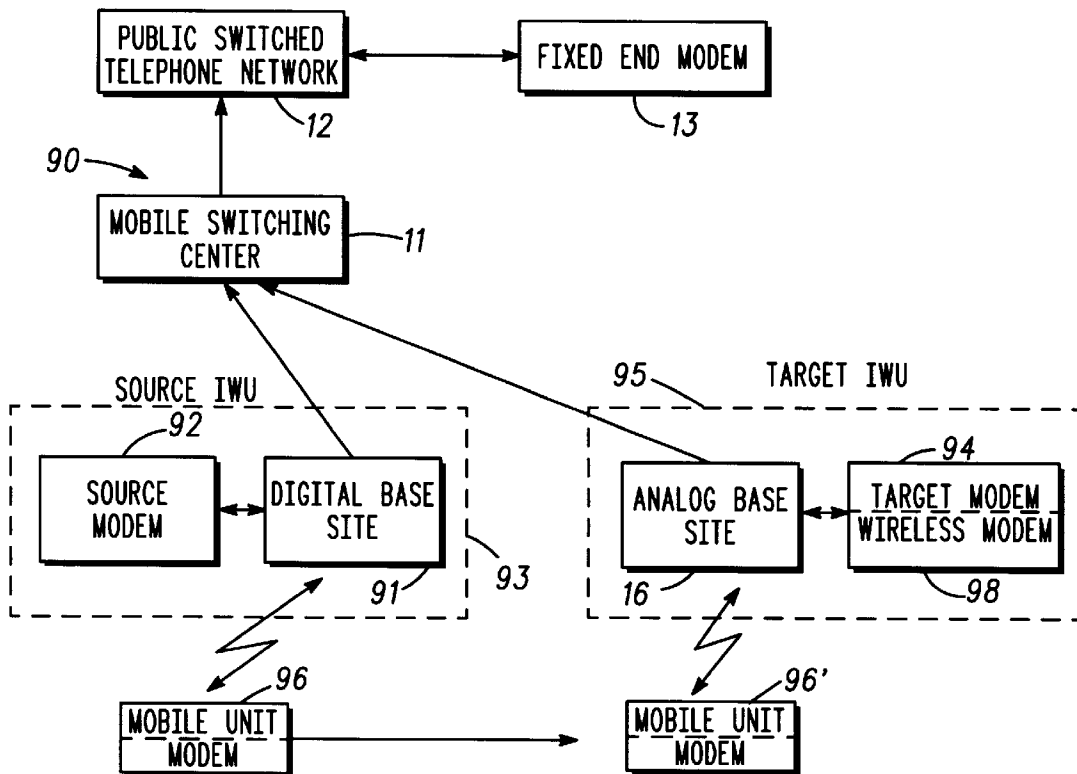 PUBLIC SWITCHED
TELEPHONE NETWORK
12
FIXED END MODEM
13
90
MOBILE SWITCHING
CENTER
11
SOURCE IWU
92
SOURCE
MODEM
DIGITAL BASE
SITE
91
93
95
TARGET IWU
94
ANALOG BASE
SITE
16
TARGET MODEM
WIRELESS MODEM
98
96
MOBILE UNIT
MODEM
96'
MOBILE UNIT
MODEM